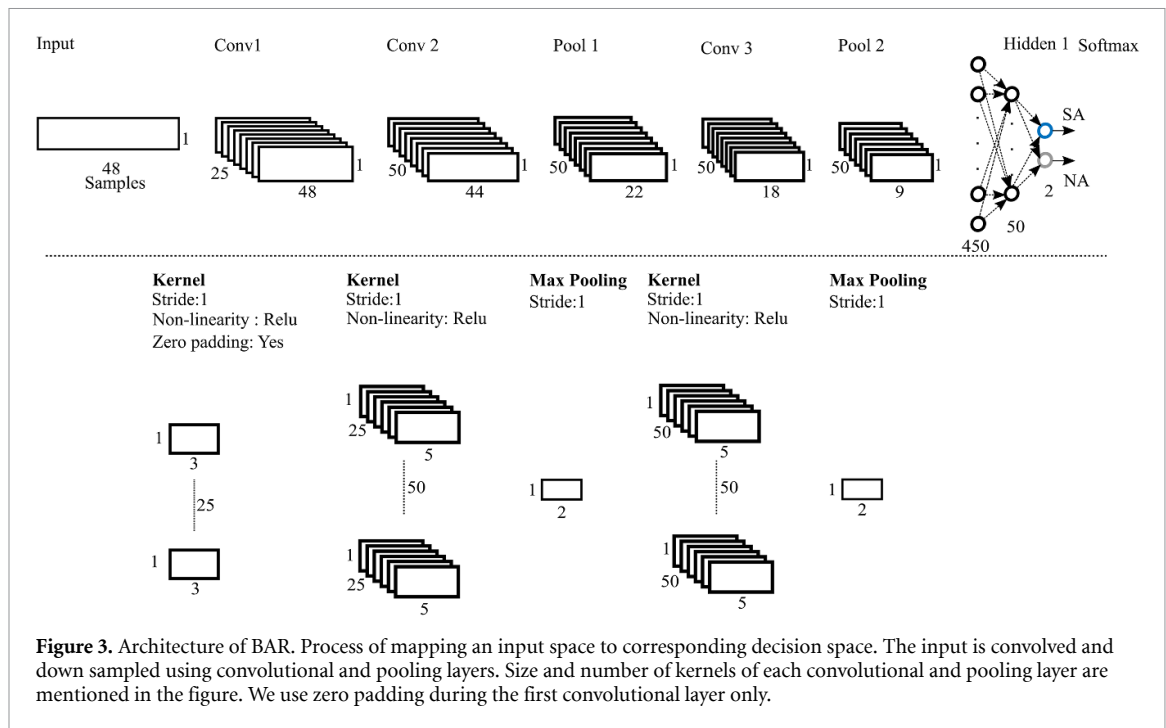 Input
Conv1
Conv 2
Pool 1
Conv 3
Pool 2
Hidden 1
Softmax
1
48
Samples
25
1
48
50
1
44
50
1
22
50
1
18
50
1
9
SA
NA
2
50
450
Kernel
Stride:1
Non-linearity : Relu
Zero padding: Yes
Kernel
Stride:1
Non-linearity: Relu
Max Pooling
Stride:1
Kernel
Stride:1
Non-linearity: Relu
Max Pooling
Stride:1
1
3
25
1
3
1
25
5
50
1
25
5
1
2
1
50
5
50
1
50
5
1
2
Figure 3. Architecture of BAR. Process of mapping an input space to corresponding decision space. The input is convolved and
down sampled using convolutional and pooling layers. Size and number of kernels of each convolutional and pooling layer are
mentioned in the figure. We use zero padding during the first convolutional layer only.